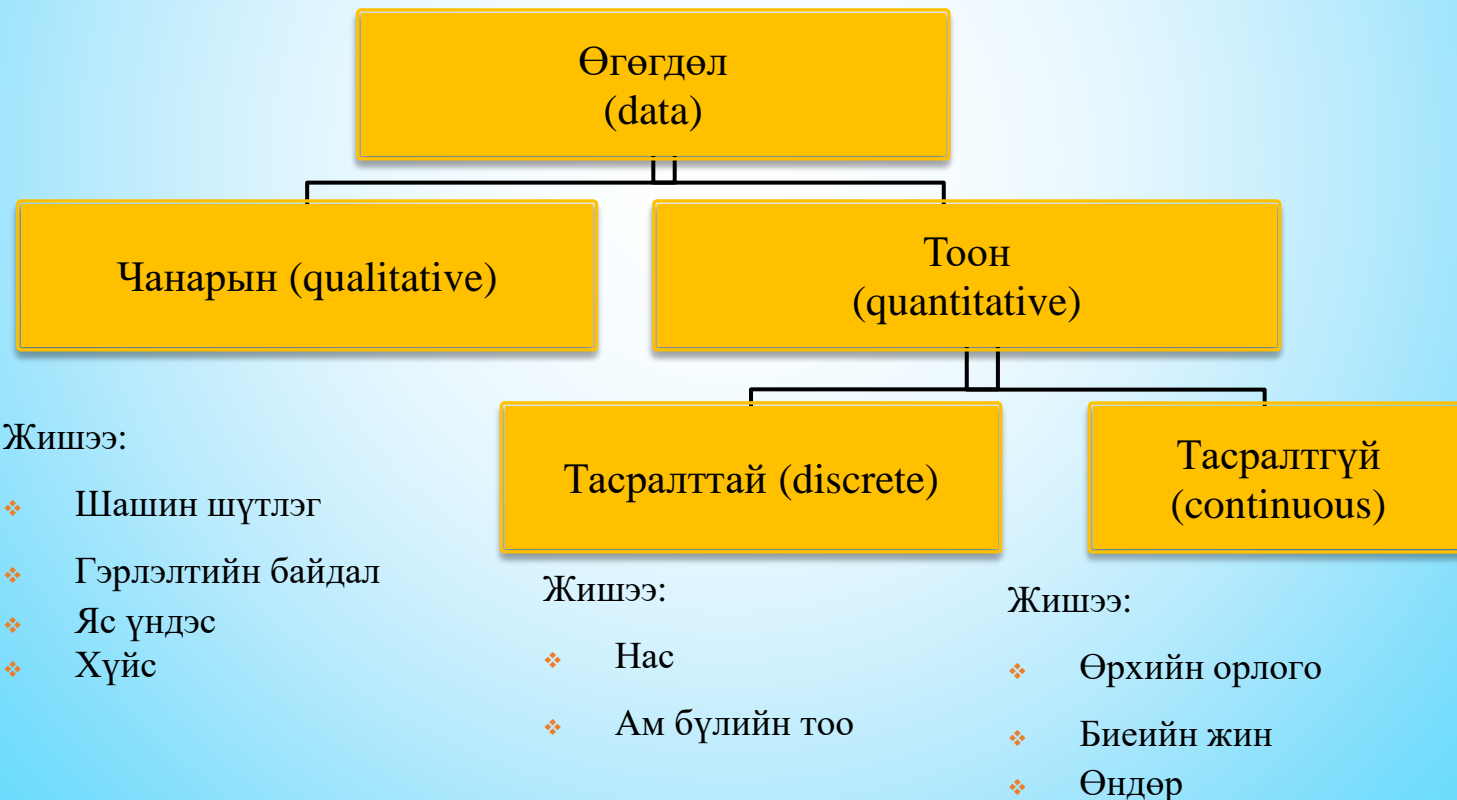 Өгөгдөл
(data)
Чанарын (qualitative)
Тоон
(quantitative)
Жишээ:
Шашин шүтлэг
Гэрлэлтийн байдал
Яс үндэс
Хүйс
Тасралттай (discrete)
Жишээ:
Нас
Ам бүлийн тоо
Тасралтгүй
(continuous)
Жишээ:
Өрхийн орлого
Биеийн жин
Өндөр